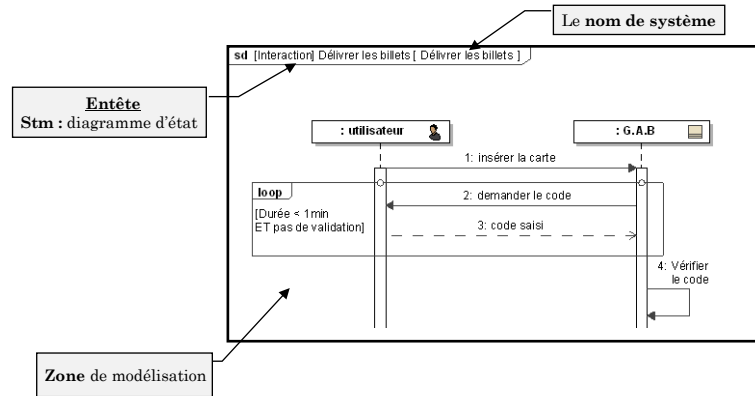 Le nom de système
sd [Interaction] Délivrer les billets [ Délivrer les billets ]
Entête
Stm : diagramme d'état
: utilisateur
: G.A.B
1: insérer la carte
loop
2: demander le code
[Durée < 1min
ET pas de validation]
3: code saisi
4: Vérifier
le code
Zone de modélisation